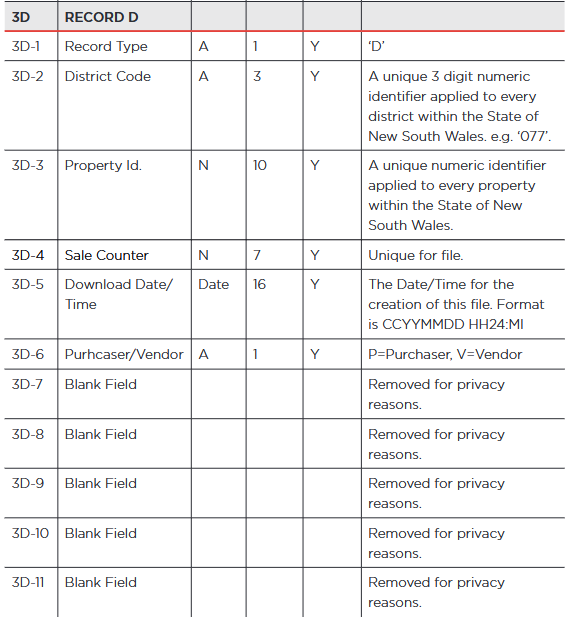 3D RECORD D
3D-1 Record Type A 1 Y ‘D’
3D-2 District Code A 3 Y A unique 3 digit numeric
identifier applied to every
district within the State of
New South Wales. e.g. ‘077’.
3D-3 Property Id. N 10 Y A unique numeric identifier
applied to every property
within the State of New
South Wales.
3D-4 Sale Counter N 7 Y Unique for file.
3D-5 Download Date/ Date 16 Y The Date/Time for the
Time creation of this file. Format
is CCYYMMDD HH24:MI
3D-6 Purhcaser/Vendor A 1 Y P=Purchaser, V=Vendor
3D-7 Blank Field Removed for privacy
reasons.
3D-8 Blank Field Removed for privacy
reasons.
3D-9 Blank Field Removed for privacy
reasons.
3D-10 Blank Field Removed for privacy
reasons.
3D-11 Blank Field Removed for privacy
reasons.